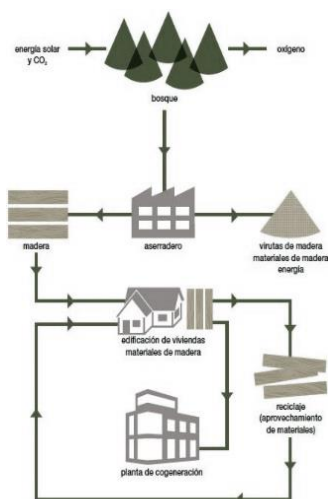 energía solar
y CO₂
oxígeno
bosque
madera
aserradero
virutas de madera
materiales de madera
energía
edificación de viviendas
materiales de madera
reciclaje
(aprovechamiento
de materiales)
planta de cogeneración